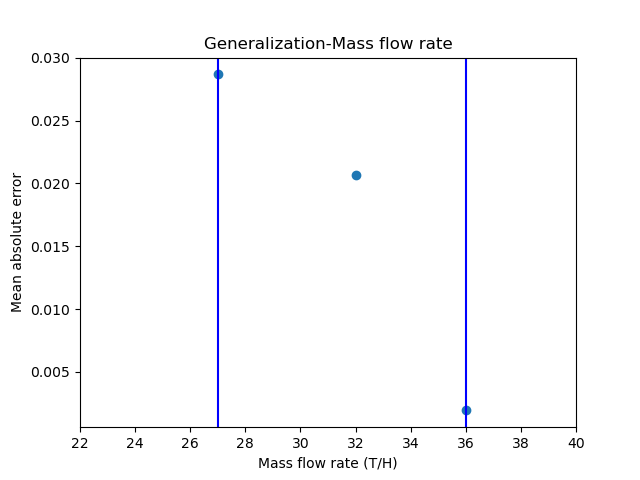 Generalization-Mass flow rate
0.030
0.025
0.020
0.015
0.010
0.005
Mean absolute error
22 24 26 28 30 32 34 36 38 40
Mass flow rate (T/H)